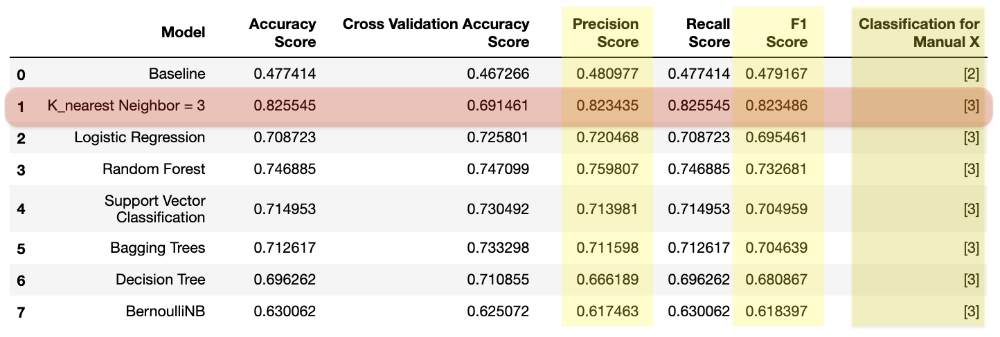 Model Accuracy Score Cross Validation Accuracy Score Precision Score Recall Score F1 Score Classification for Manual X
0 Baseline 0.477414 0.467266 0.480977 0.477414 0.479167 [2]
1 K_nearest Neighbor = 3 0.825545 0.691461 0.823435 0.825545 0.823486 [3]
2 Logistic Regression 0.708723 0.725801 0.720468 0.708723 0.695461 [3]
3 Random Forest 0.746885 0.747099 0.759807 0.746885 0.732681 [3]
4 Support Vector Classification 0.714953 0.730492 0.713981 0.714953 0.704959 [3]
5 Bagging Trees 0.712617 0.733298 0.711598 0.712617 0.704639 [3]
6 Decision Tree 0.696262 0.710855 0.666189 0.696262 0.680867 [3]
7 BernoulliNB 0.630062 0.625072 0.617463 0.630062 0.618397 [3]